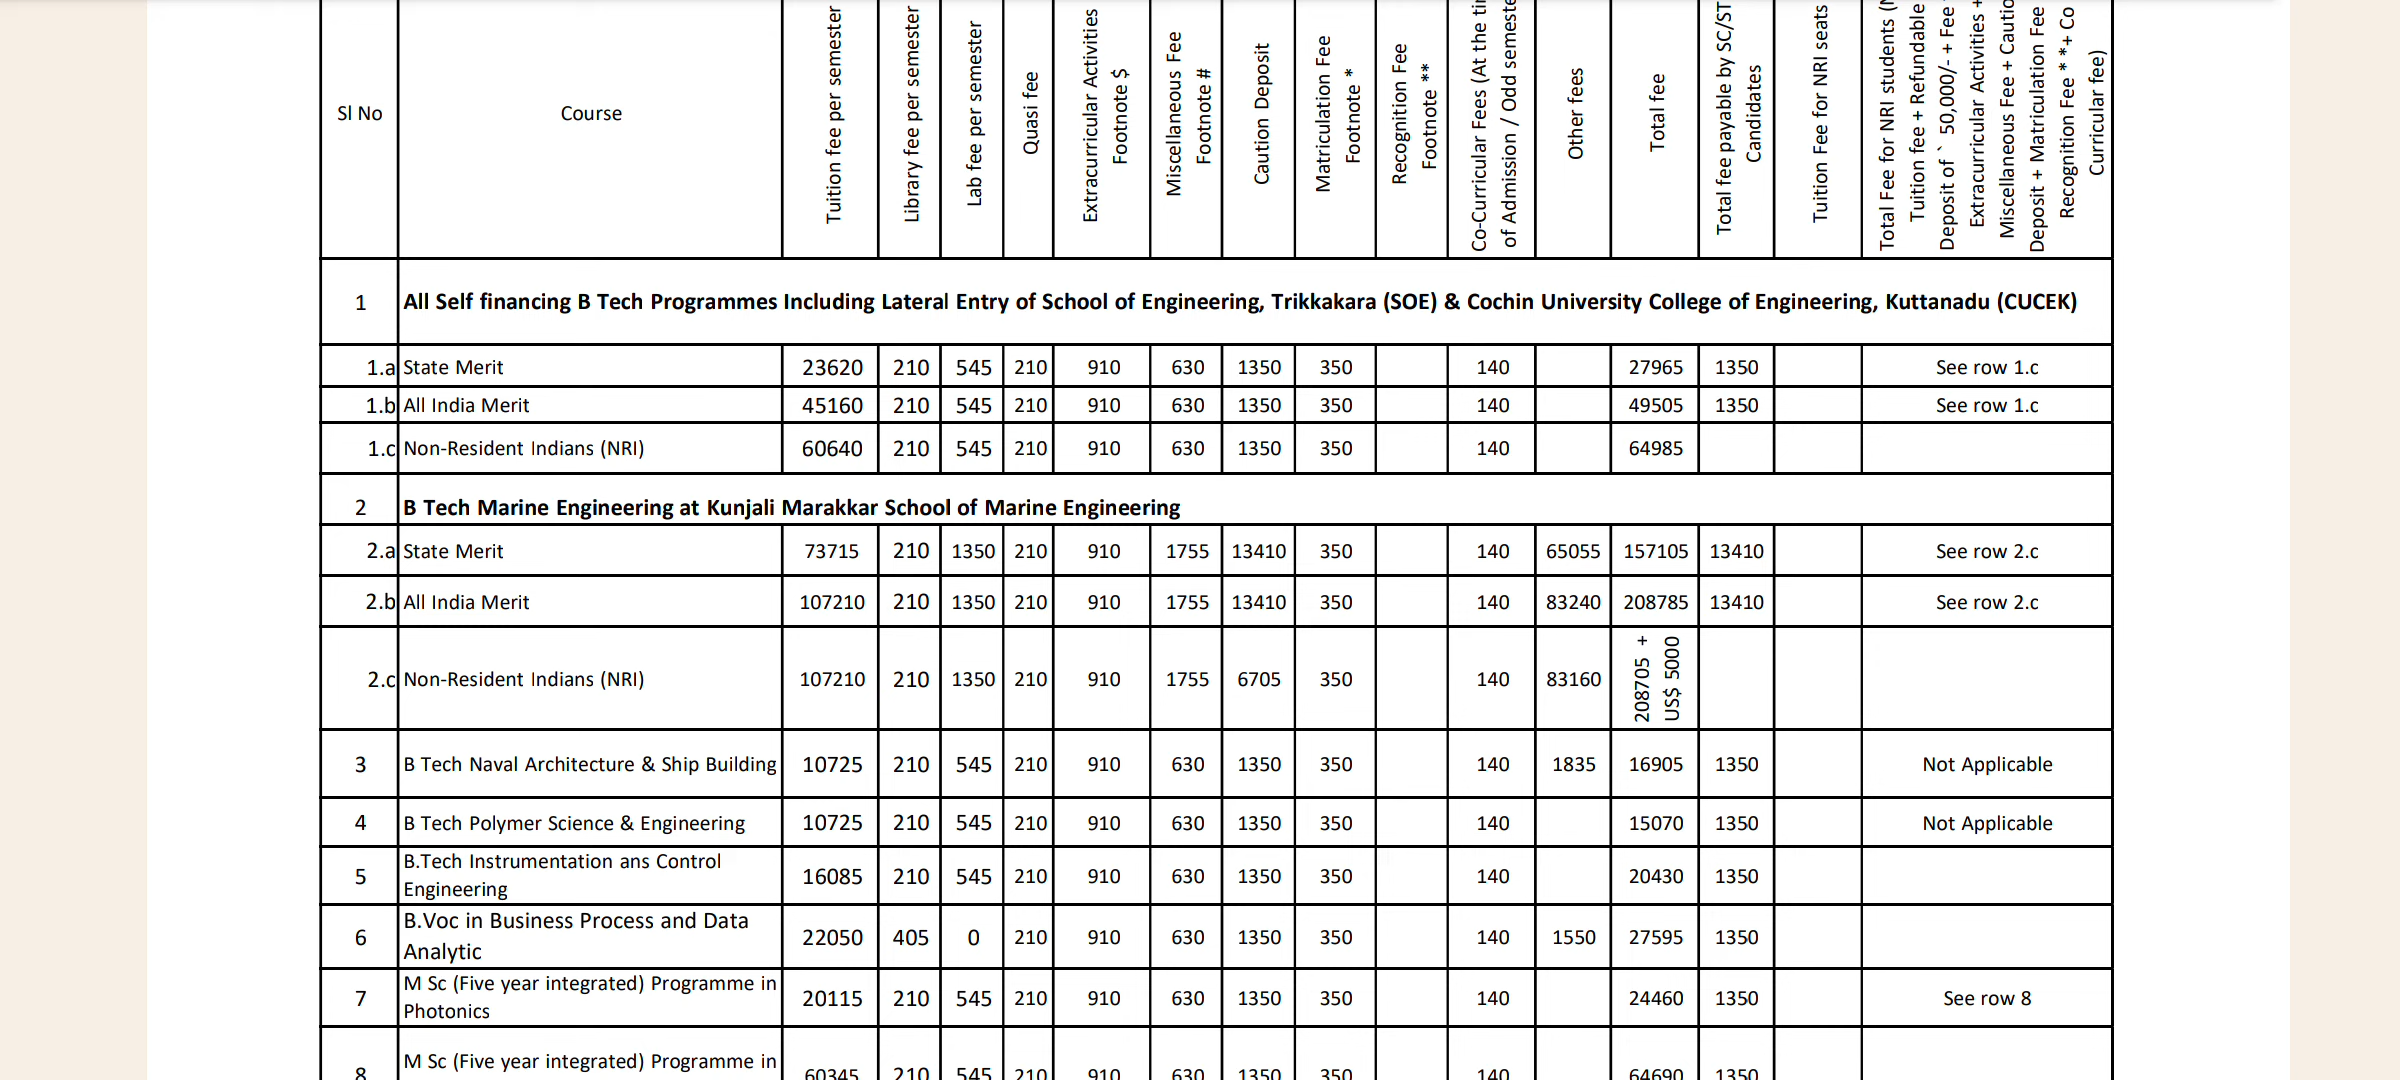 Sl No
Course
Tuition fee per semester
Library fee per semester
Lab fee per semester
Quasi fee
Extracurricular Activities
Footnote $
Miscellaneous Fee
Footnote #
Caution Deposit
Matriculation Fee
Footnote *
Recognition Fee
Footnote **
Co-Curricular Fees (At the
of Admission / Odd
Other fees
Total fee
Total fee payable by SC/ST
Candidates
Tuition Fee for NRI seats
Total Fee for NRI students
Tuition fee + Refundable
Deposit of ` 50,000/- + Fee
Extracurricular Activities +
Miscellaneous Fee +
Deposit + Matriculation Fee
Recognition Fee * *+ Co
Curricular fee)
1 All Self financing B Tech Programmes Including Lateral Entry of School of Engineering, Trikkakara (SOE) & Cochin University College of Engineering, Kuttanadu (CUCEK)
1.a State Merit 23620 210 545 210 910 630 1350 350 140 27965 1350 See row 1.c
1.b All India Merit 45160 210 545 210 910 630 1350 350 140 49505 1350 See row 1.c
1.c Non-Resident Indians (NRI) 60640 210 545 210 910 630 1350 350 140 64985
2 B Tech Marine Engineering at Kunjali Marakkar School of Marine Engineering
2.a State Merit 73715 210 1350 210 910 1755 13410 350 140 65055 157105 13410 See row 2.c
2.b All India Merit 107210 210 1350 210 910 1755 13410 350 140 83240 208785 13410 See row 2.c
2.c Non-Resident Indians (NRI) 107210 210 1350 210 910 1755 6705 350 140 83160 208705 +
US$ 5000
3 B Tech Naval Architecture & Ship Building 10725 210 545 210 910 630 1350 350 140 1835 16905 1350 Not Applicable
4 B Tech Polymer Science & Engineering 10725 210 545 210 910 630 1350 350 140 15070 1350 Not Applicable
B.Tech Instrumentation ans Control
5 Engineering 16085 210 545 210 910 630 1350 350 140 20430 1350
B.Voc in Business Process and Data
6 Analytic 22050 405 0 210 910 630 1350 350 140 1550 27595 1350
M Sc (Five year integrated) Programme in
7 Photonics 20115 210 545 210 910 630 1350 350 140 24460 1350 See row 8
M Sc (Five year integrated) Programme in
8 60345 210 545 210 910 630 1350 350 140 64690 1350